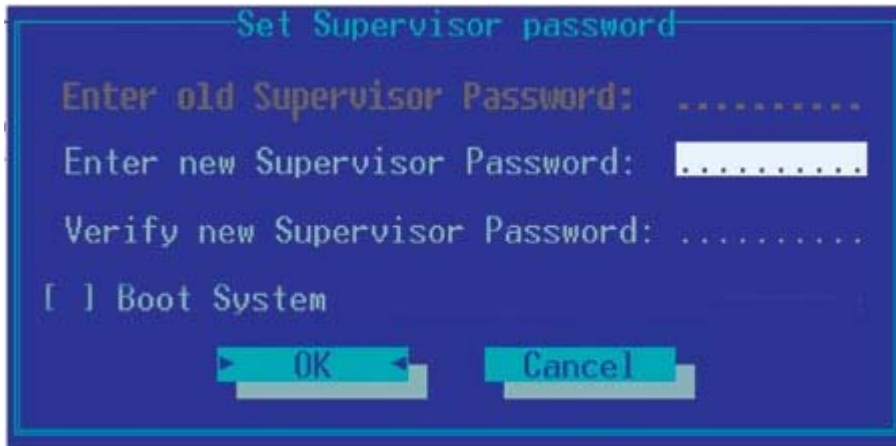 Set Supervisor password
Enter old Supervisor Password: ..........
Enter new Supervisor Password: ..........
Verify new Supervisor Password: ..........
[ ] Boot System
OK Cancel